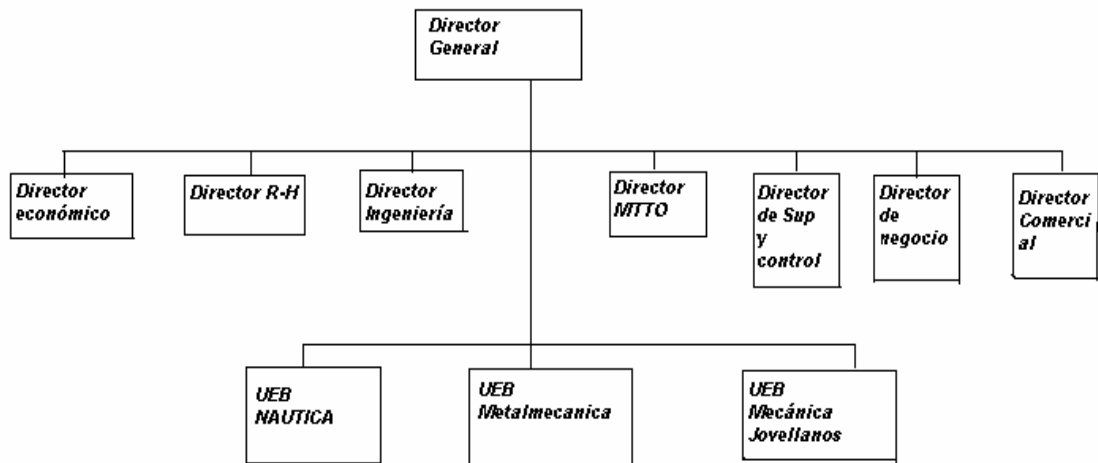 Director
General
Director
económico
Director R-H
Director
Ingeniería
Director
MTTO
Director
de Sup
y
control
Director
de
negocio
Director
Comerci
al
UEB
NAUTICA
UEB
Metalmecanica
UEB
Mecánica
Jovellanos